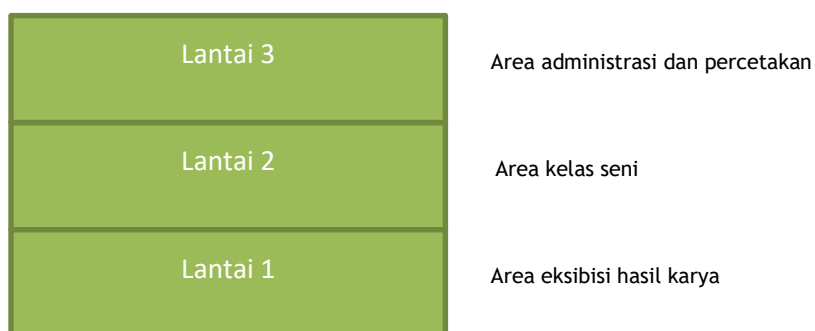 Lantai 3
Area administrasi dan percetakan
Lantai 2
Area kelas seni
Lantai 1
Area eksibisi hasil karya